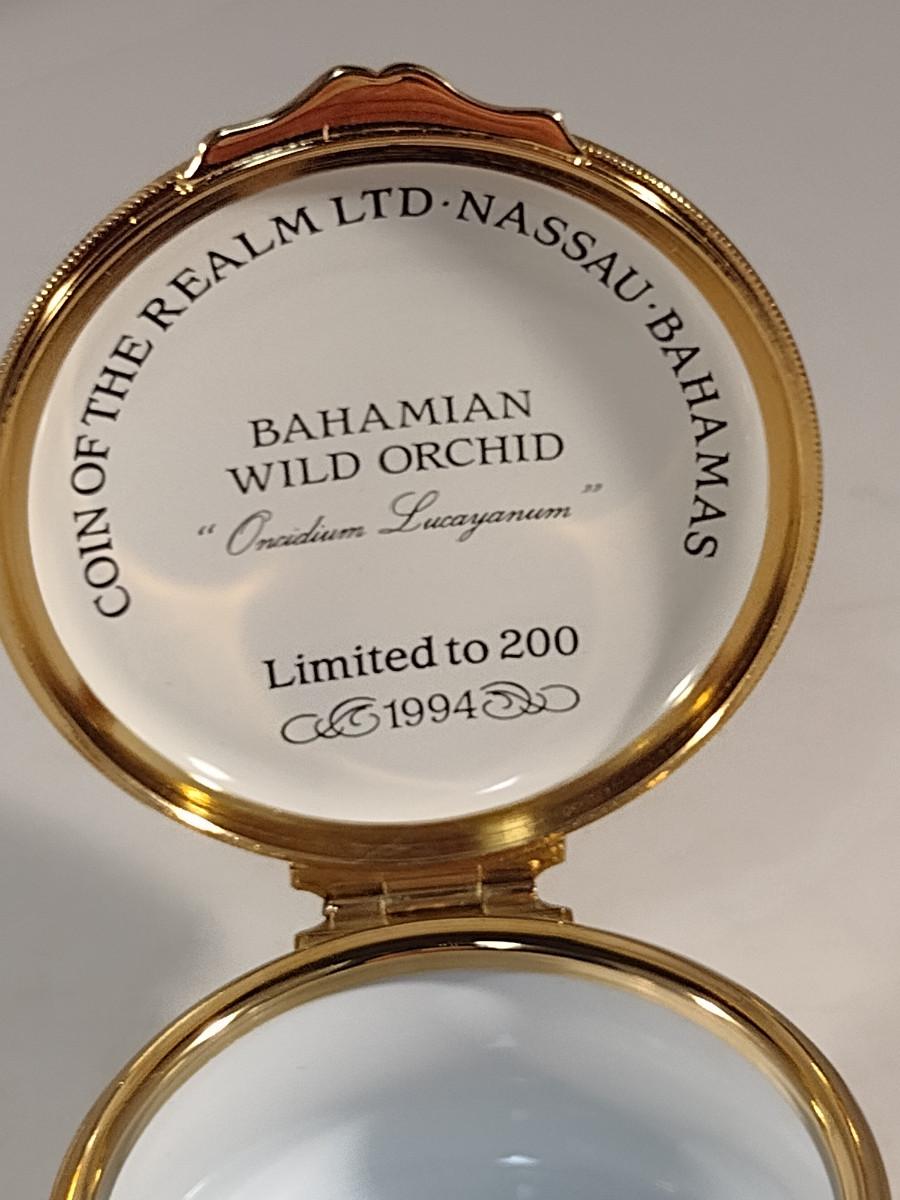 COIN OF THE REALM LTD·NASSAU·BAHAMAS
BAHAMIAN
WILD ORCHID
“Oncidium Lucayanum”
Limited to 200
1994